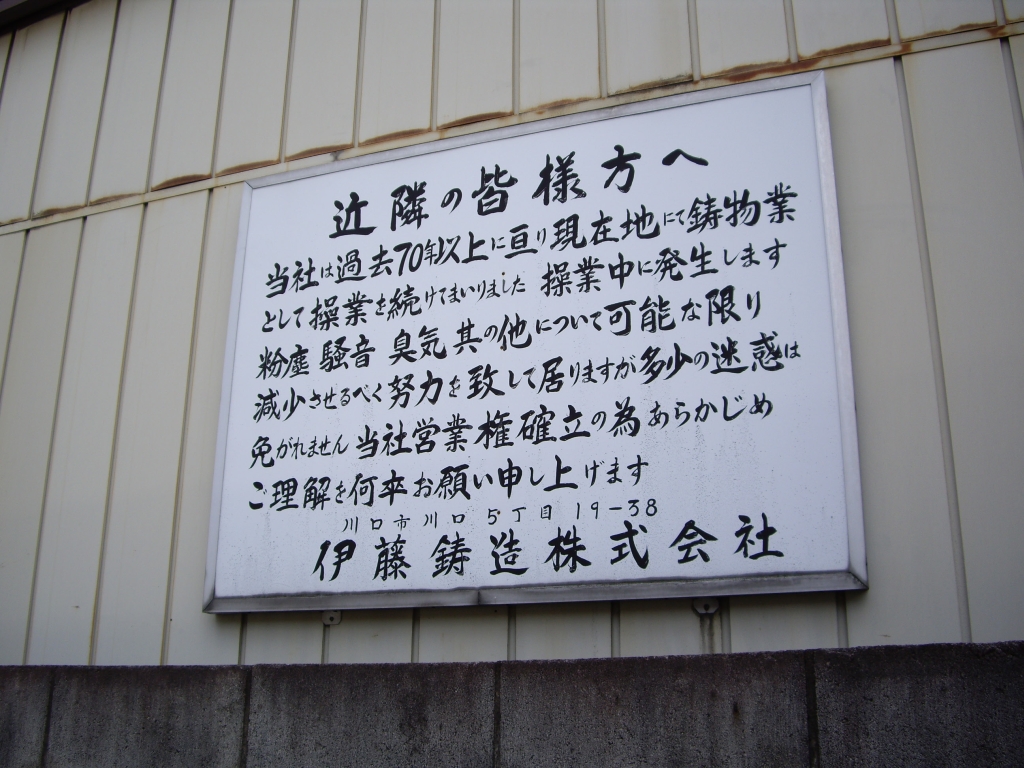 近隣の皆様方へ
当社は過去70年以上に亘り現在地にて鋳物業
として操業を続けてまいりました 操業中に発生します
粉塵 騒音 臭気 其の他について可能な限り
減少させるべく努力を致して居りますが多少の迷惑は
免がれません 当社営業権確立の為あらかじめ
ご理解を何卒お願い申し上げます
川口市川口 5丁目 19-38
伊藤鋳造株式会社